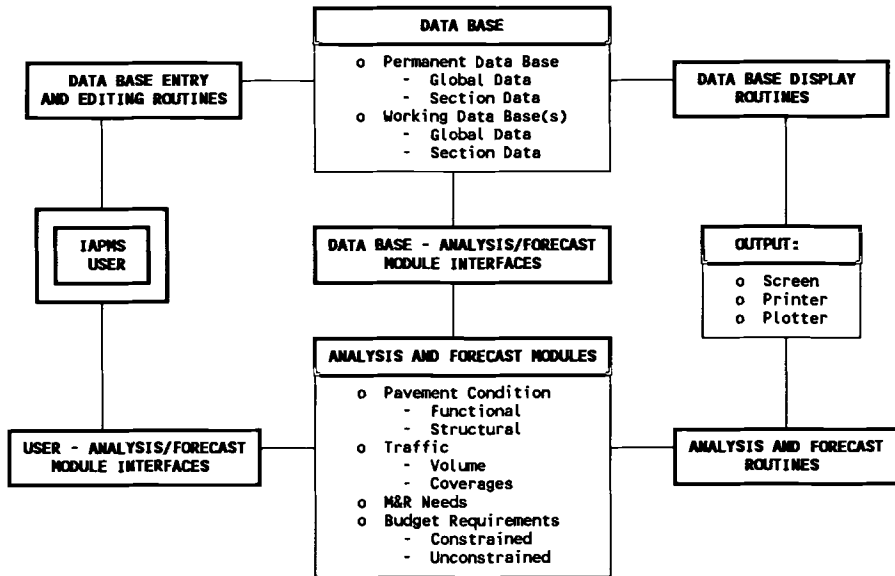 DATA BASE
o Permanent Data Base
- Global Data
- Section Data
o Working Data Base(s)
- Global Data
- Section Data
DATA BASE ENTRY
AND EDITING ROUTINES
DATA BASE DISPLAY
ROUTINES
IAPMS
USER
DATA BASE - ANALYSIS/FORECAST
MODULE INTERFACES
OUTPUT:
o Screen
o Printer
o Plotter
ANALYSIS AND FORECAST MODULES
o Pavement Condition
- Functional
- Structural
o Traffic
- Volume
- Coverages
o M&R Needs
o Budget Requirements
- Constrained
- Unconstrained
USER - ANALYSIS/FORECAST
MODULE INTERFACES
ANALYSIS AND FORECAST
ROUTINES